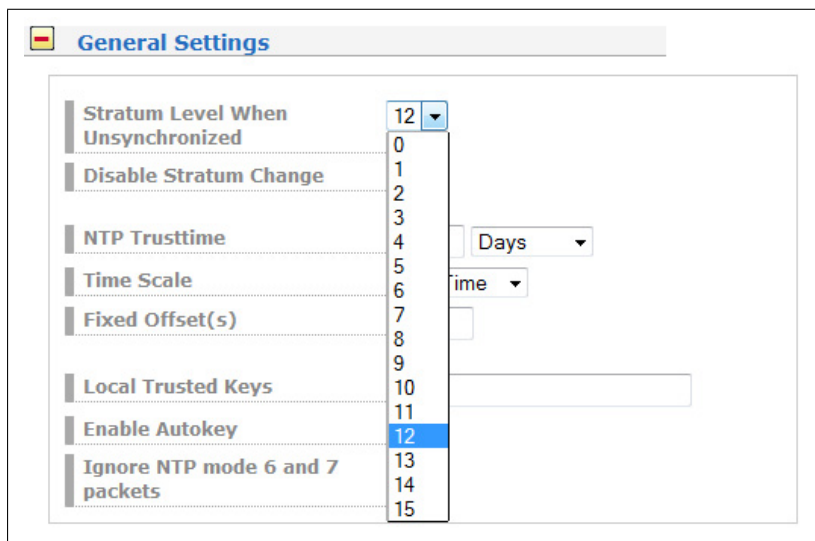 General Settings
Stratum Level When
Unsynchronized
12
0
1
2
3
4
5
6
7
8
9
10
11
12
13
14
15
Disable Stratum Change
NTP Trusttime
Days
Time Scale
Time
Fixed Offset(s)
Local Trusted Keys
Enable Autokey
Ignore NTP mode 6 and 7
packets